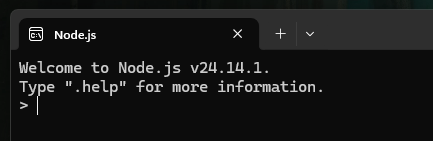 Node.js
Welcome to Node.js v24.14.1.
Type ".help" for more information.
>